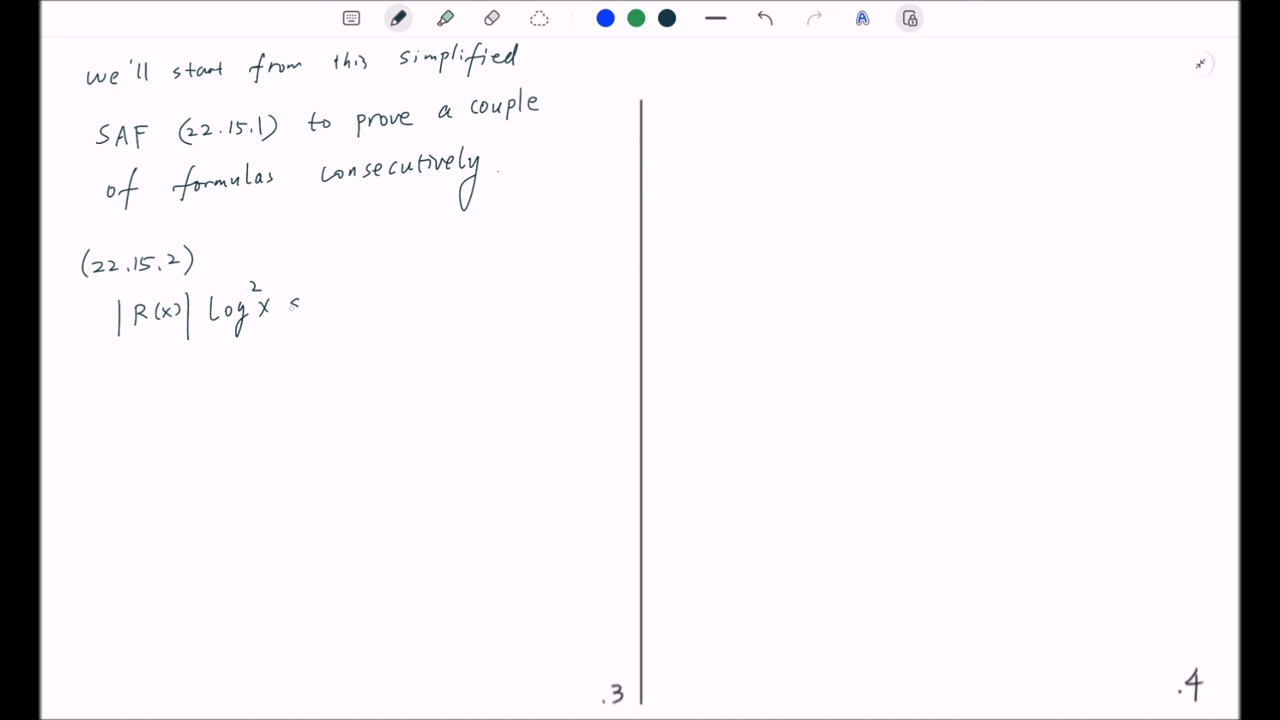 we'll start from this simplified
SAF (22.15.1) to prove a couple
of formulas consecutively.
(22.15.2)
|R(x)| log²x ≤
.3
.4